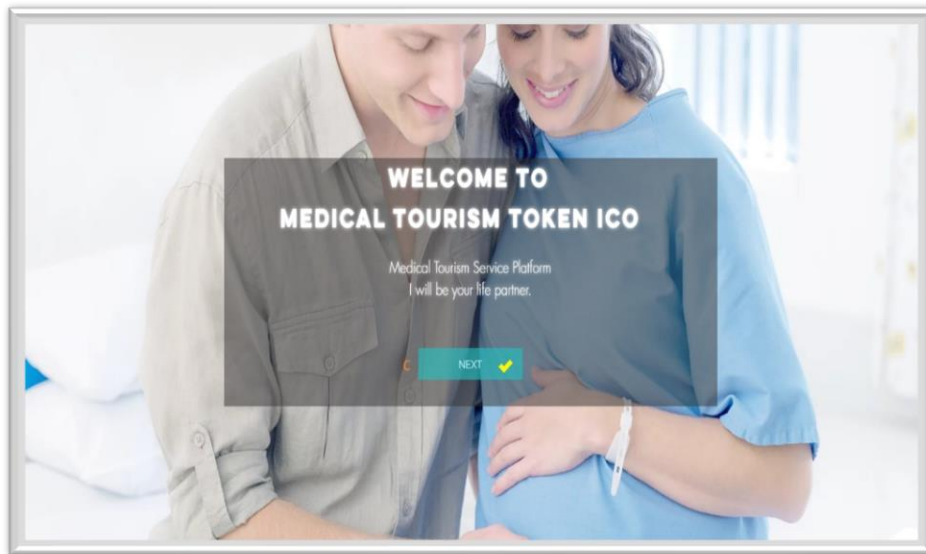 WELCOME TO
MEDICAL TOURISM TOKEN ICO
Medical Tourism Service Platform
I will be your life partner.
C NEXT